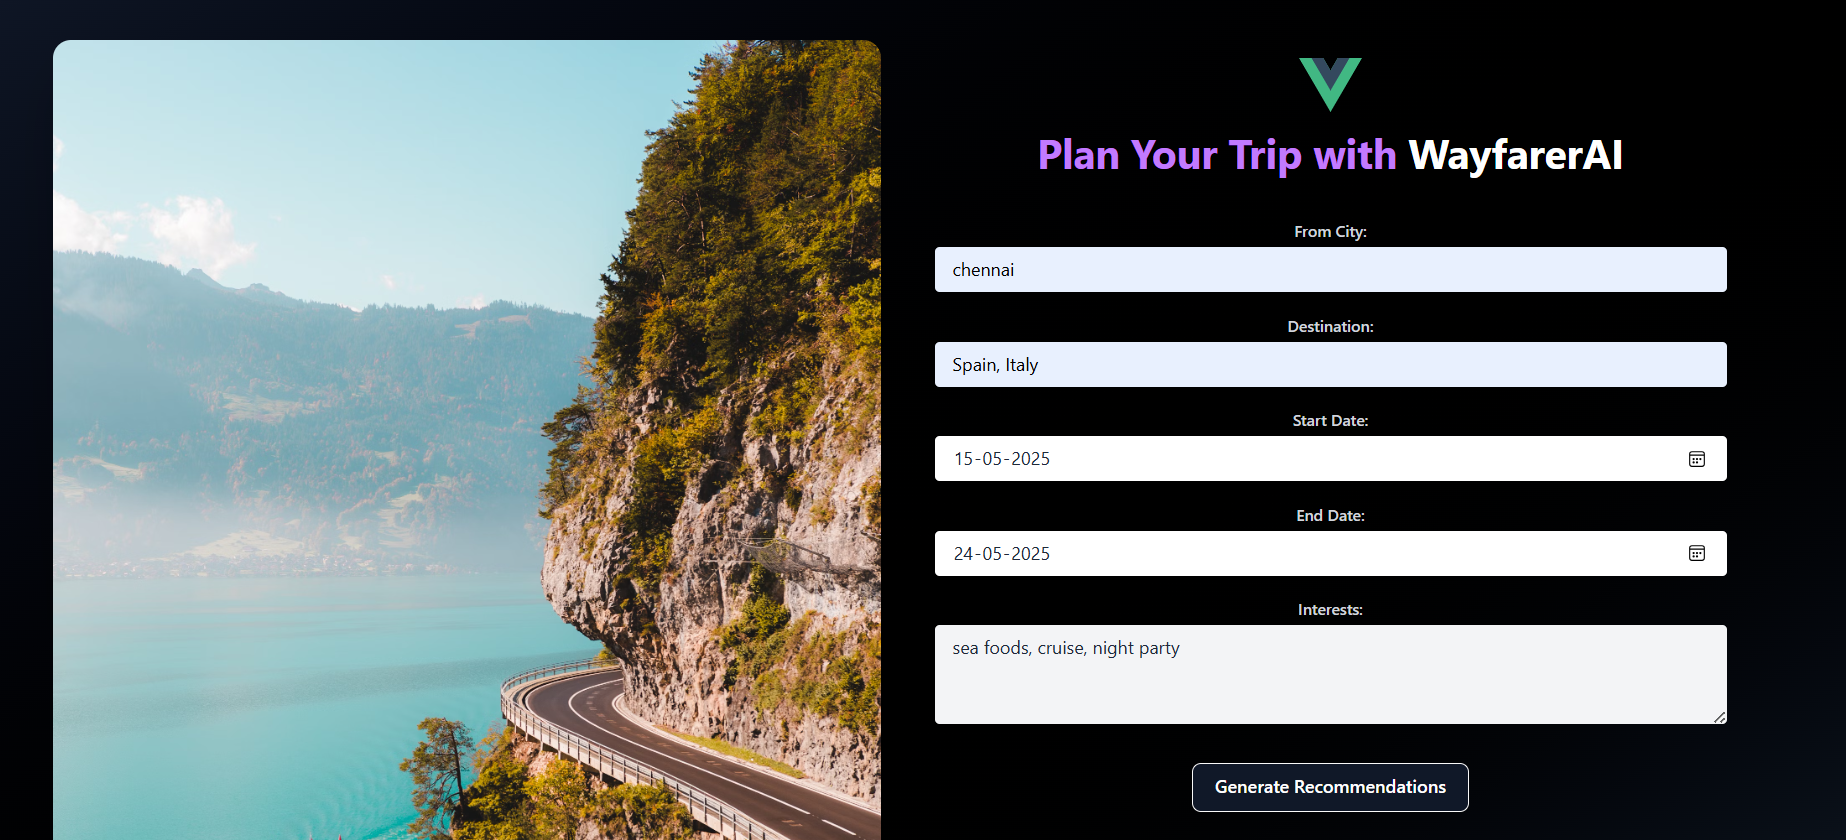 Plan Your Trip with WayfarerAI
From City:
chennai
Destination:
Spain, Italy
Start Date:
15-05-2025
End Date:
24-05-2025
Interests:
sea foods, cruise, night party
Generate Recommendations